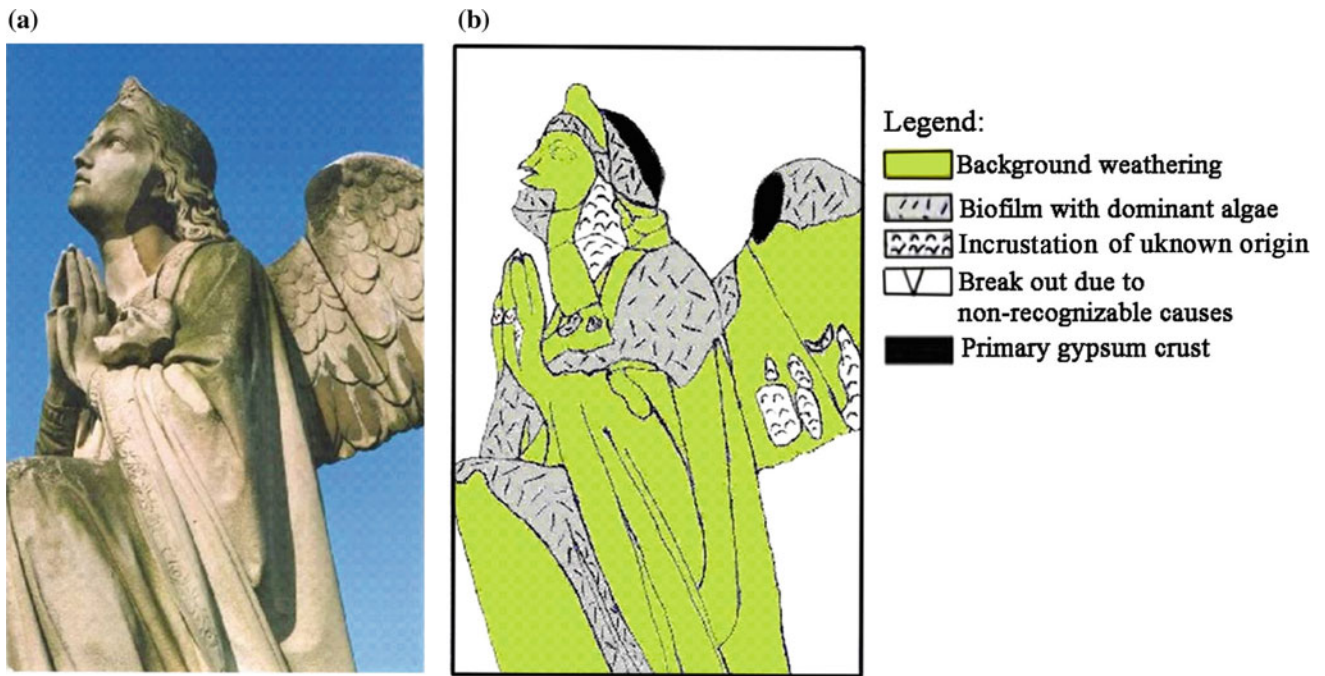 (a)
(b)
Legend:
Background weathering
Biofilm with dominant algae
Incrustation of uknown origin
Break out due to
non-recognizable causes
Primary gypsum crust